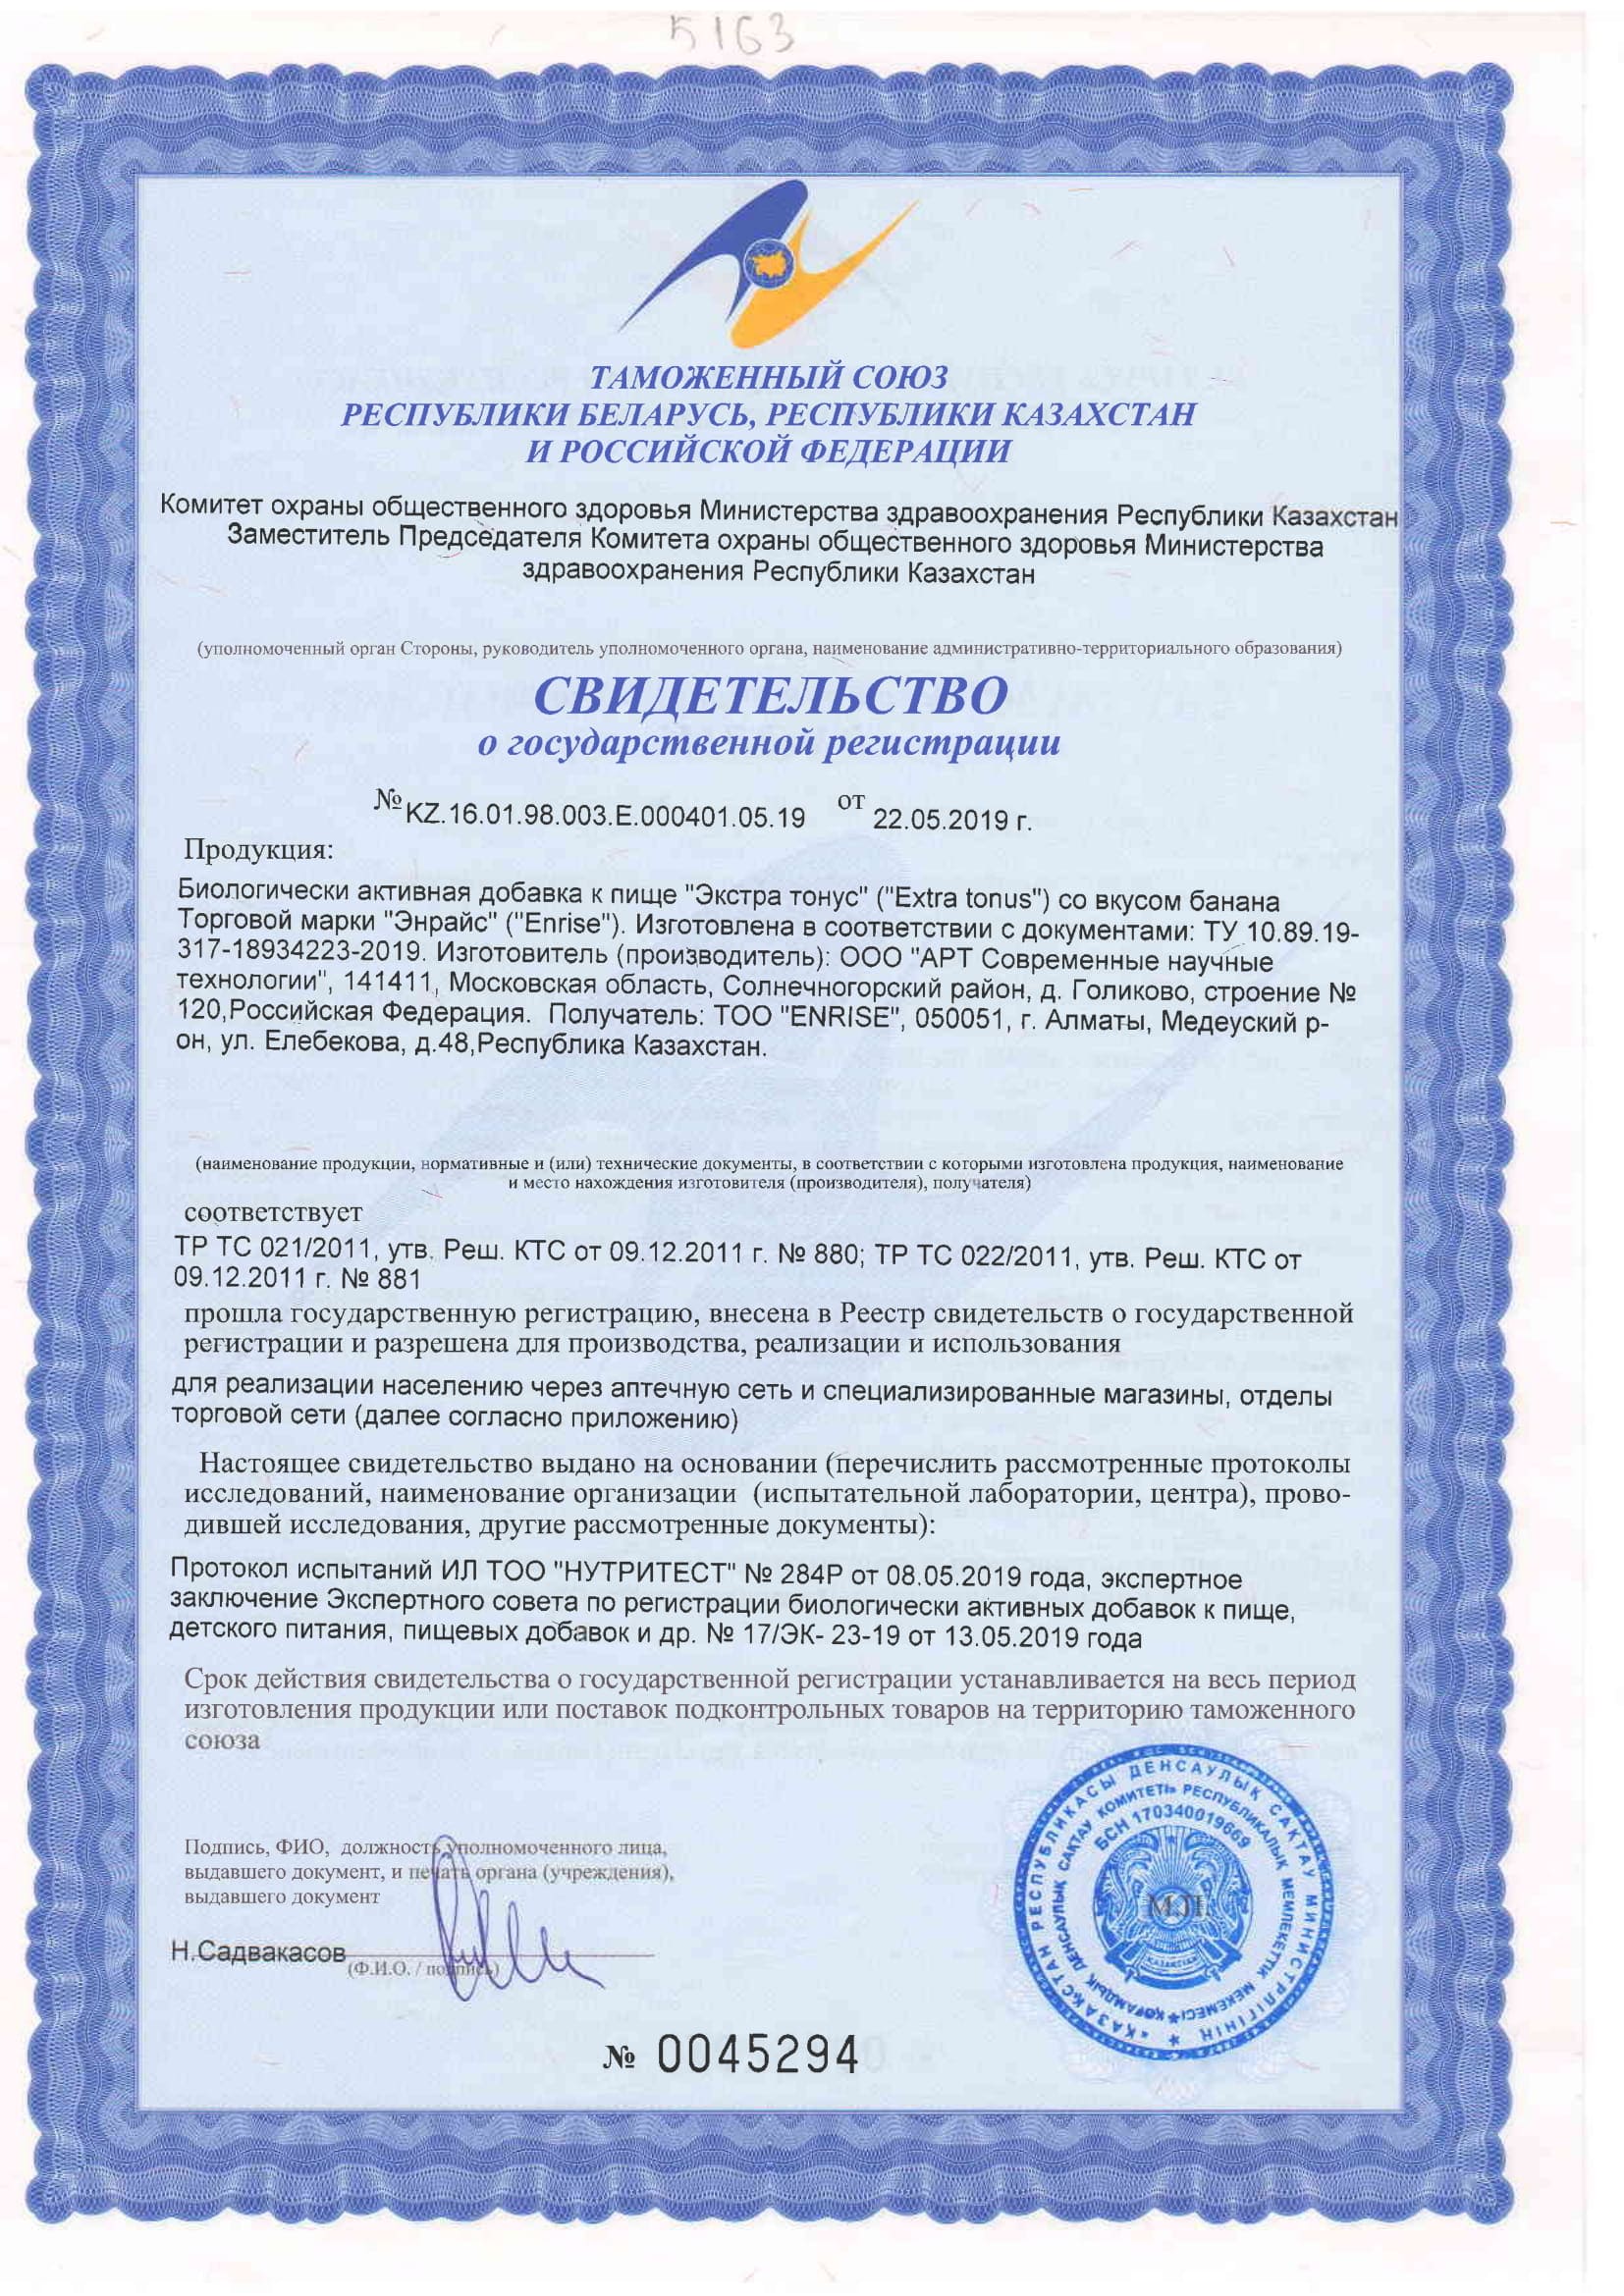 5163
ТАМОЖЕННЫЙ СОЮЗ
РЕСПУБЛИКИ БЕЛАРУСЬ, РЕСПУБЛИКИ КАЗАХСТАН
И РОССИЙСКОЙ ФЕДЕРАЦИИ
Комитет охраны общественного здоровья Министерства здравоохранения Республики Казахстан
Заместитель Председателя Комитета охраны общественного здоровья Министерства
здравоохранения Республики Казахстан
(уполномоченный орган Стороны, руководитель уполномоченного органа, наименование административно-территориального образования)
СВИДЕТЕЛЬСТВО
о государственной регистрации
№ KZ.16.01.98.003.E.000401.05.19 от 22.05.2019 г.
Продукция:
Биологически активная добавка к пище "Экстра тонус" ("Extra tonus") со вкусом банана
Торговой марки "Энрайс" ("Enrise"). Изготовлена в соответствии с документами: ТУ 10.89.19-
317-18934223-2019. Изготовитель (производитель): ООО "АРТ Современные научные
технологии", 141411, Московская область, Солнечногорский район, д. Голиково, строение №
120,Российская Федерация. Получатель: ТОО "ENRISE", 050051, г. Алматы, Медеуский р-
он, ул. Елебекова, д.48,Республика Казахстан.
(наименование продукции, нормативные и (или) технические документы, в соответствии с которыми изготовлена продукция, наименование
и место нахождения изготовителя (производителя), получателя)
соответствует
ТР ТС 021/2011, утв. Реш. КТС от 09.12.2011 г. № 880; ТР ТС 022/2011, утв. Реш. КТС от
09.12.2011 г. № 881
прошла государственную регистрацию, внесена в Реестр свидетельств о государственной
регистрации и разрешена для производства, реализации и использования
для реализации населению через аптечную сеть и специализированные магазины, отделы
торговой сети (далее согласно приложению)
Настоящее свидетельство выдано на основании (перечислить рассмотренные протоколы
исследований, наименование организации (испытательной лаборатории, центра), прово-
дившей исследования, другие рассмотренные документы):
Протокол испытаний ИЛ ТОО "НУТРИТЕСТ" № 284Р от 08.05.2019 года, экспертное
заключение Экспертного совета по регистрации биологически активных добавок к пище,
детского питания, пищевых добавок и др. № 17/ЭК- 23-19 от 13.05.2019 года
Срок действия свидетельства о государственной регистрации устанавливается на весь период
изготовления продукции или поставок подконтрольных товаров на территорию таможенного
союза
Подпись, ФИО, должность уполномоченного лица,
выдавшего документ, и печать органа (учреждения),
выдавшего документ
Н.Садвакасов
(Ф.И.О. / подпись)
ҚАЗАҚСТАН РЕСПУБЛИКАСЫ ДЕНСАУЛЫҚ САҚТАУ МИНИСТРЛІГІНІҢ
ҚОҒАМДЫҚ ДЕНСАУЛЫҚ САҚТАУ КОМИТЕТІ» РЕСПУБЛИКАЛЫҚ МЕМЛЕКЕТТІК МЕКЕМЕСІ
БСН 170340019669
М.П.
№ 0045294